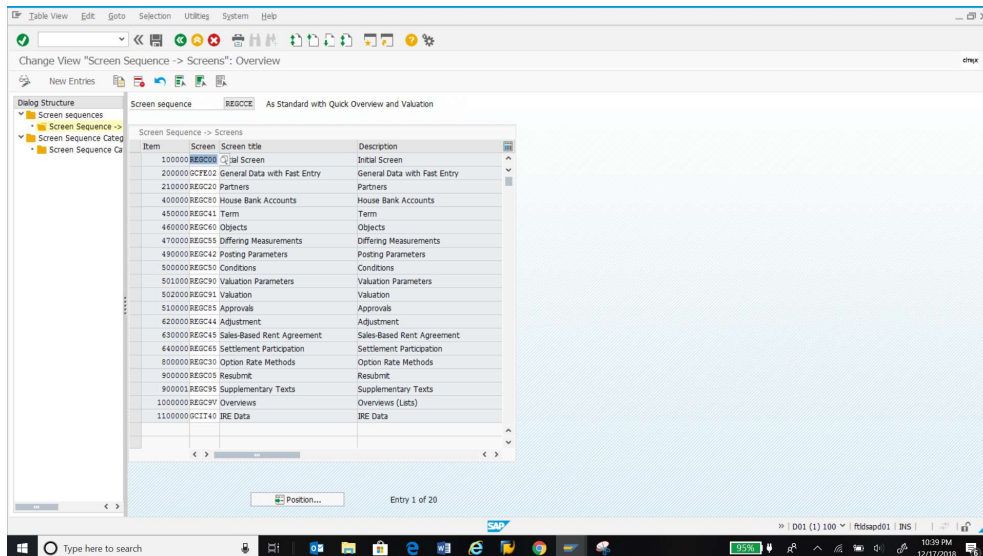 Table View Edit Goto Selection Utilities System Help
Change View "Screen Sequence -> Screens": Overview
citrix
New Entries
Dialog Structure
Screen sequences
Screen Sequence ->
Screen Sequence Categ
Screen Sequence Ca
Screen sequence REGCCE As Standard with Quick Overview and Valuation
Screen Sequence -> Screens
Item Screen Screen title Description
100000 REGC00 ial Screen Initial Screen
200000 GCFE02 General Data with Fast Entry General Data with Fast Entry
210000 REGC20 Partners Partners
400000 REGC80 House Bank Accounts House Bank Accounts
450000 REGC41 Term Term
460000 REGC60 Objects Objects
470000 REGC55 Differing Measurements Differing Measurements
490000 REGC42 Posting Parameters Posting Parameters
500000 REGC50 Conditions Conditions
501000 REGC90 Valuation Parameters Valuation Parameters
502000 REGC91 Valuation Valuation
510000 REGC85 Approvals Approvals
620000 REGC44 Adjustment Adjustment
630000 REGC45 Sales-Based Rent Agreement Sales-Based Rent Agreement
640000 REGC65 Settlement Participation Settlement Participation
800000 REGC30 Option Rate Methods Option Rate Methods
900000 REGC05 Resubmit Resubmit
900001 REGC95 Supplementary Texts Supplementary Texts
1000000 REGC9V Overviews Overviews (Lists)
1100000 GCIT40 IRE Data IRE Data
Position... Entry 1 of 20
SAP
D01 (1) 100 ftldsapd01 INS
Type here to search
95%
10:39 PM
12/17/2018